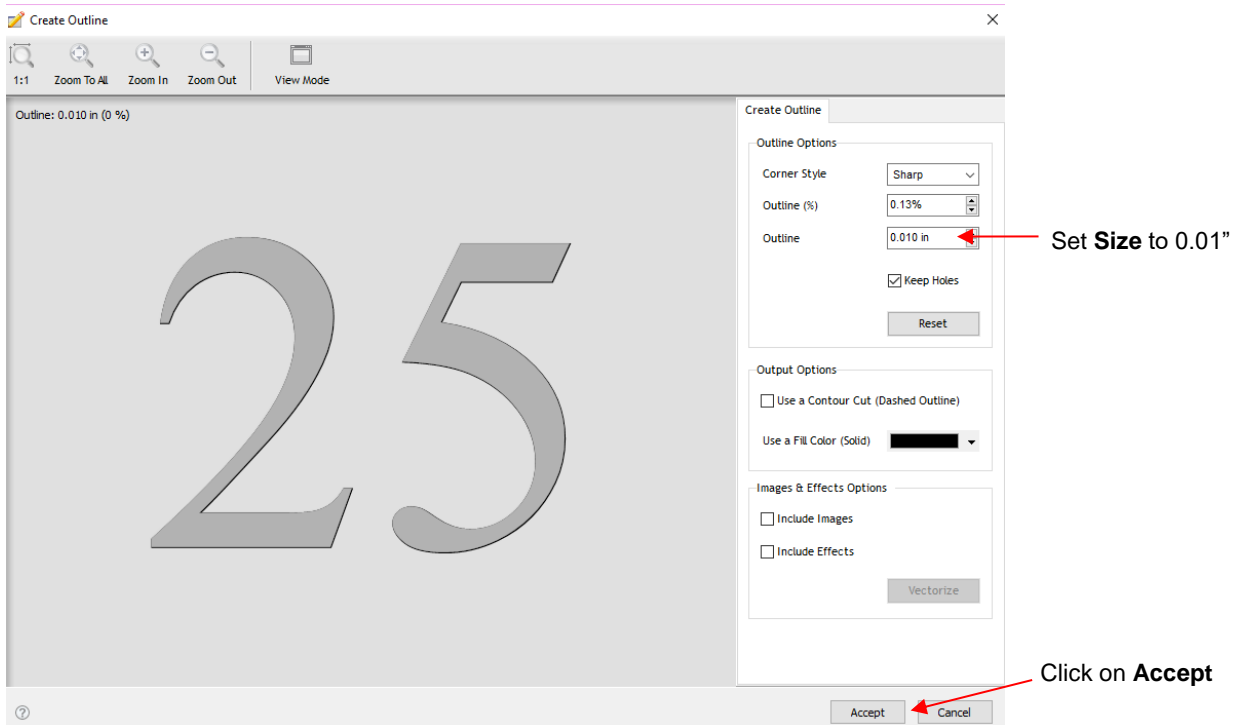 Create Outline
1:1 Zoom To All Zoom In Zoom Out View Mode
Outline: 0.010 in (0 %)
Create Outline
Outline Options
Corner Style Sharp
Outline (%) 0.13%
Outline 0.010 in
Set Size to 0.01”
Keep Holes
Reset
Output Options
Use a Contour Cut (Dashed Outline)
Use a Fill Color (Solid)
25
Images & Effects Options
Include Images
Include Effects
Vectorize
Click on Accept
? Accept Cancel